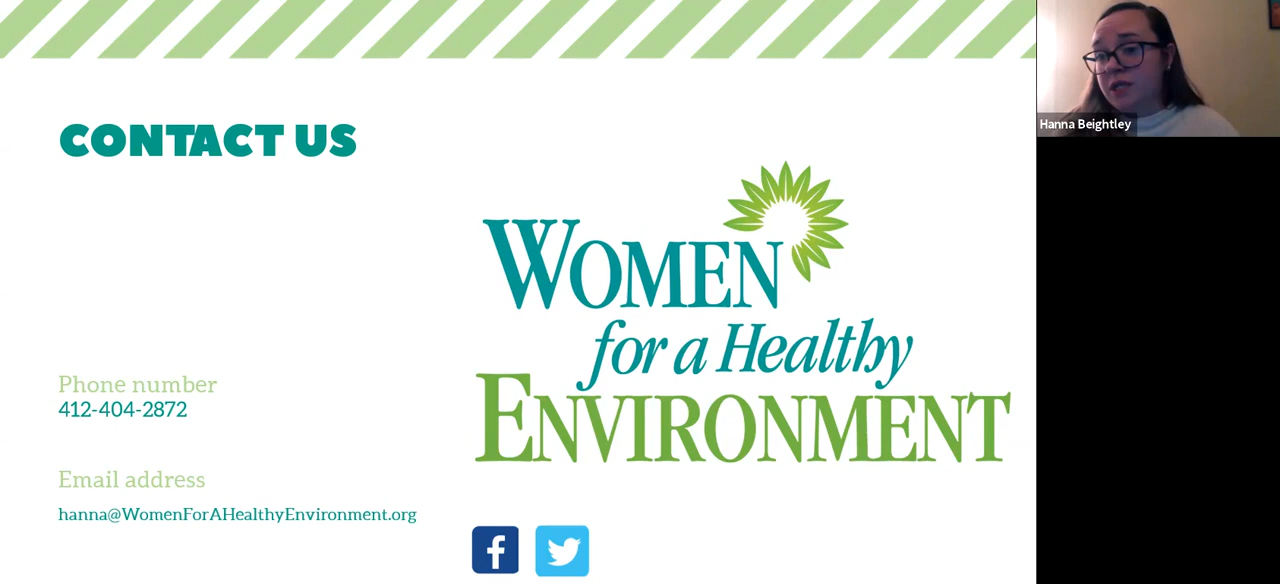 CONTACT US
WOMEN
for a Healthy
ENVIRONMENT
Phone number
412-404-2872
Email address
hanna@WomenForAHealthyEnvironment.org
Hanna Beightley